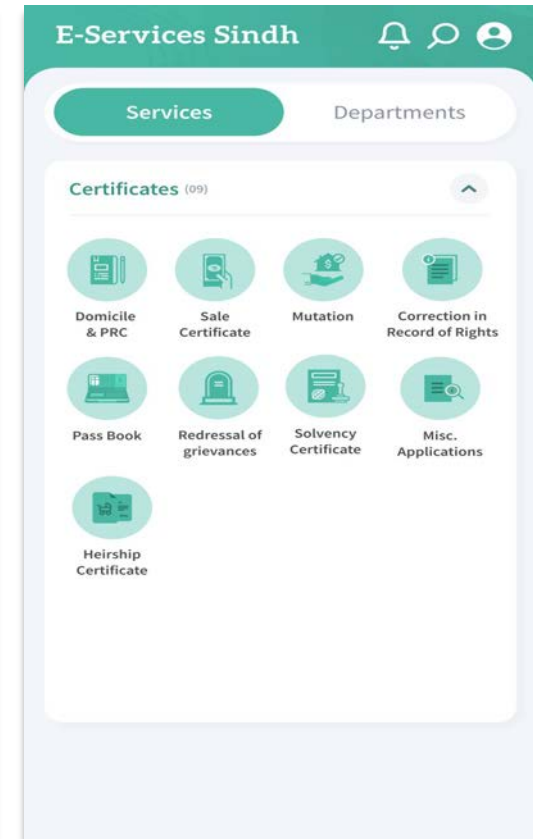 E-Services Sindh
Services Departments
Certificates (09)
Domicile
& PRC
Sale
Certificate
Mutation
Correction in
Record of Rights
Pass Book
Redressal of
grievances
Solvency
Certificate
Misc.
Applications
Heirship
Certificate